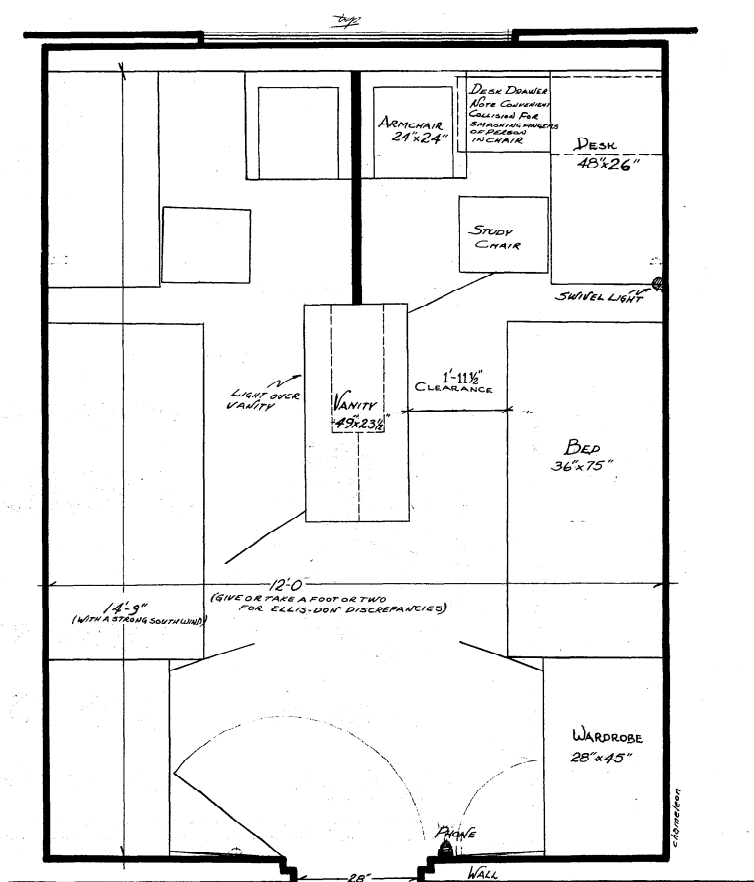 top
DESK DRAWER
NOTE CONVENIENT
COLLISION FOR
SMASHING FINGERS
OF PERSON
IN CHAIR
ARMCHAIR
24"x24"
DESK
48"x26"
STUDY
CHAIR
SWIVEL LIGHT
LIGHT OVER
VANITY
VANITY
49"x23½"
1'-11½"
CLEARANCE
BED
36"x75"
12'-0"
(GIVE OR TAKE A FOOT OR TWO
FOR ELLIS-DON DISCREPANCIES)
14'-9"
(WITH A STRONG SOUTH WIND)
WARDROBE
28"x45"
chameleon
PHONE
WALL
28"